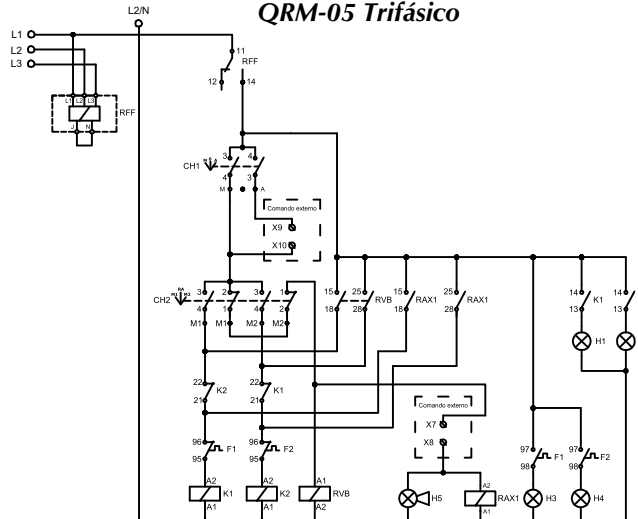 QRM-05 Trifásico
L2/N
L1
L2
L3
11
RFF
12
14
L1 L2 L3
RFF
J N
3 4
CH1
4 3
M A
Comando externo
X9
X10
RA
M1 M2
CH2
3 2 3 1
4 1 4 2
M1 M1 M2 M2
15 25
RVB
18 28
15
RAX1
18
25
RAX1
28
14
K1
13
14
13
H1
22
K2
21
22
K1
21
Comando externo
X7
X8
96
F1
95
96
F2
95
97
F1
98
97
F2
98
A2
K1
A1
A2
K2
A1
A1
RVB
A2
H5
A2
RAX1
A1
H3
H4